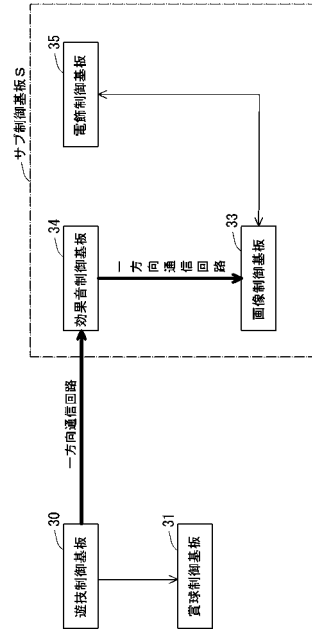 サブ制御基板S
35
電飾制御基板
34
効果音制御基板
一方向通信回路
33
画像制御基板
一方向通信回路
30
遊技制御基板
31
賞球制御基板